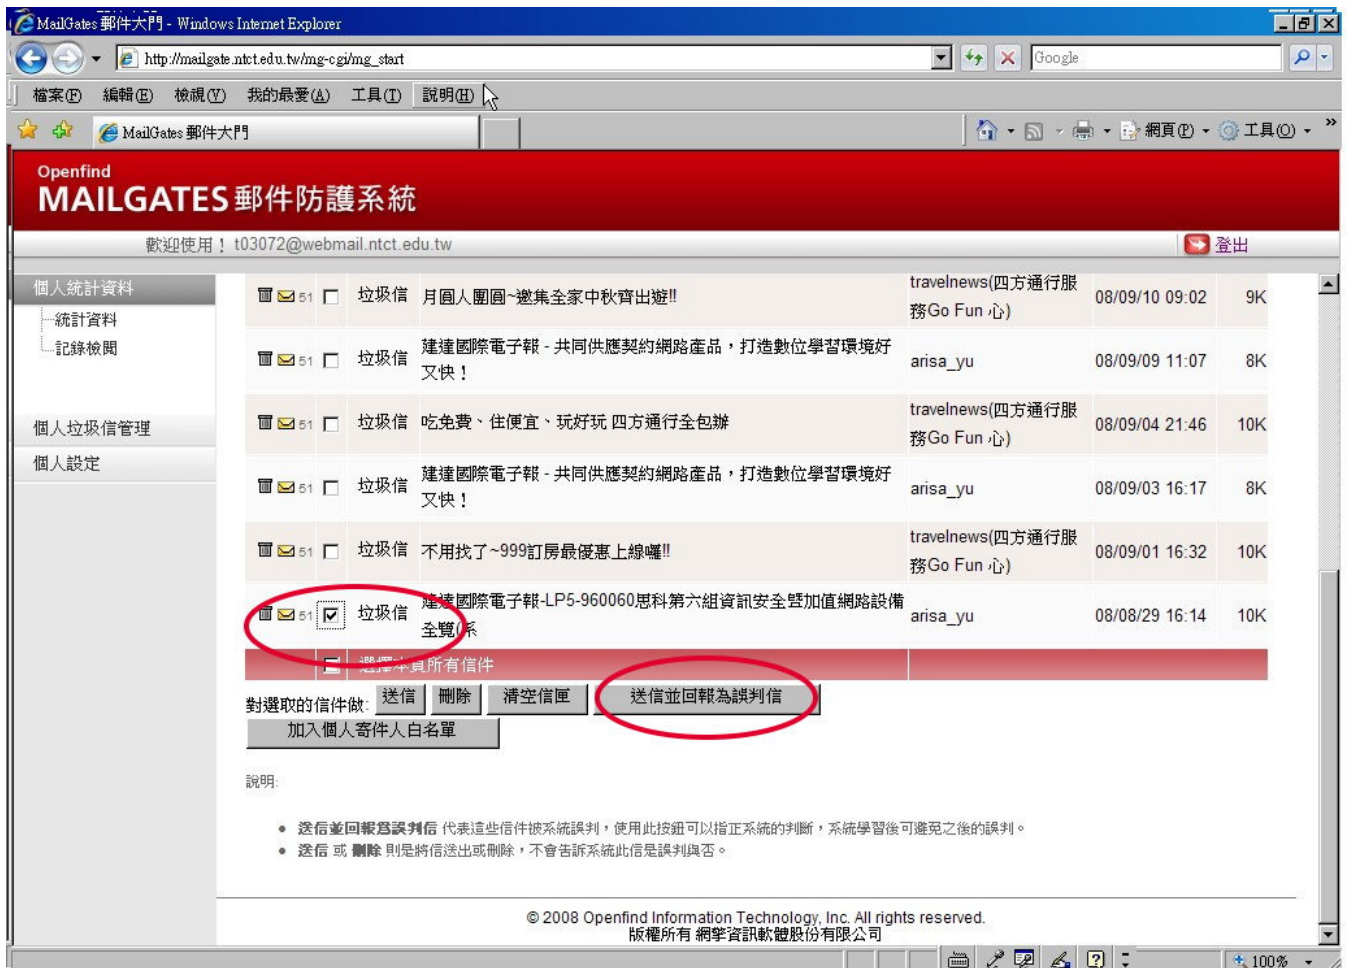 MailGates 郵件大門 - Windows Internet Explorer
http://mailgate.ntct.edu.tw/mg-cgi/mg_start
Google
檔案(F) 編輯(E) 檢視(V) 我的最愛(A) 工具(T) 說明(H)
MailGates 郵件大門
網頁(P) 工具(O) »
Openfind
MAILGATES 郵件防護系統
歡迎使用！ t03072@webmail.ntct.edu.tw 登出
個人統計資料
統計資料
記錄檢閱
個人垃圾信管理
個人設定
51 垃圾信 月圓人團圓~邀集全家中秋齊出遊!! travelnews(四方通行服務Go Fun 心) 08/09/10 09:02 9K
51 垃圾信 建達國際電子報 - 共同供應契約網路產品，打造數位學習環境好又快！ arisa_yu 08/09/09 11:07 8K
51 垃圾信 吃免費、住便宜、玩好玩 四方通行全包辦 travelnews(四方通行服務Go Fun 心) 08/09/04 21:46 10K
51 垃圾信 建達國際電子報 - 共同供應契約網路產品，打造數位學習環境好又快！ arisa_yu 08/09/03 16:17 8K
51 垃圾信 不用找了~999訂房最優惠上線囉!! travelnews(四方通行服務Go Fun 心) 08/09/01 16:32 10K
51 垃圾信 建達國際電子報-LP5-960060思科第六組資訊安全暨加值網路設備全覽(系 arisa_yu 08/08/29 16:14 10K
選擇本頁所有信件
對選取的信件做: 送信 刪除 清空信匣 送信並回報為誤判信
加入個人寄件人白名單
說明:
送信並回報為誤判信 代表這些信件被系統誤判，使用此按鈕可以指正系統的判斷，系統學習後可避免之後的誤判。
送信 或 刪除 則是將信送出或刪除，不會告訴系統此信是誤判與否。
© 2008 Openfind Information Technology, Inc. All rights reserved.
版權所有 網擎資訊軟體股份有限公司
100%